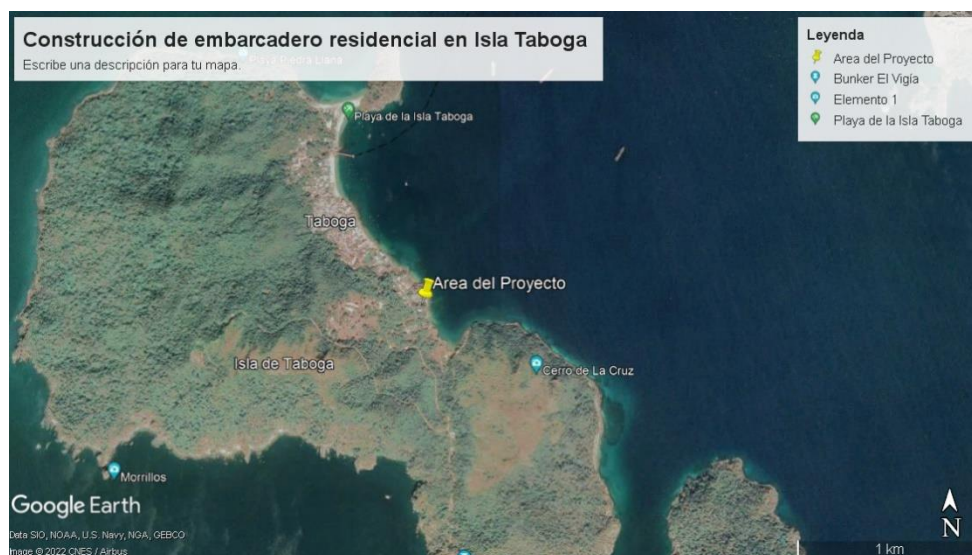 Construcción de embarcadero residencial en Isla Taboga
Escribe una descripción para tu mapa.
Playa Piedra Llana
Leyenda
Area del Proyecto
Bunker El Vigía
Elemento 1
Playa de la Isla Taboga
Playa de la Isla Taboga
Taboga
Area del Proyecto
Isla de Taboga
Cerro de La Cruz
Morrillos
Google Earth
Data SIO, NOAA, U.S. Navy, NGA, GEBCO
Image © 2022 CNES / Airbus
N
1 km